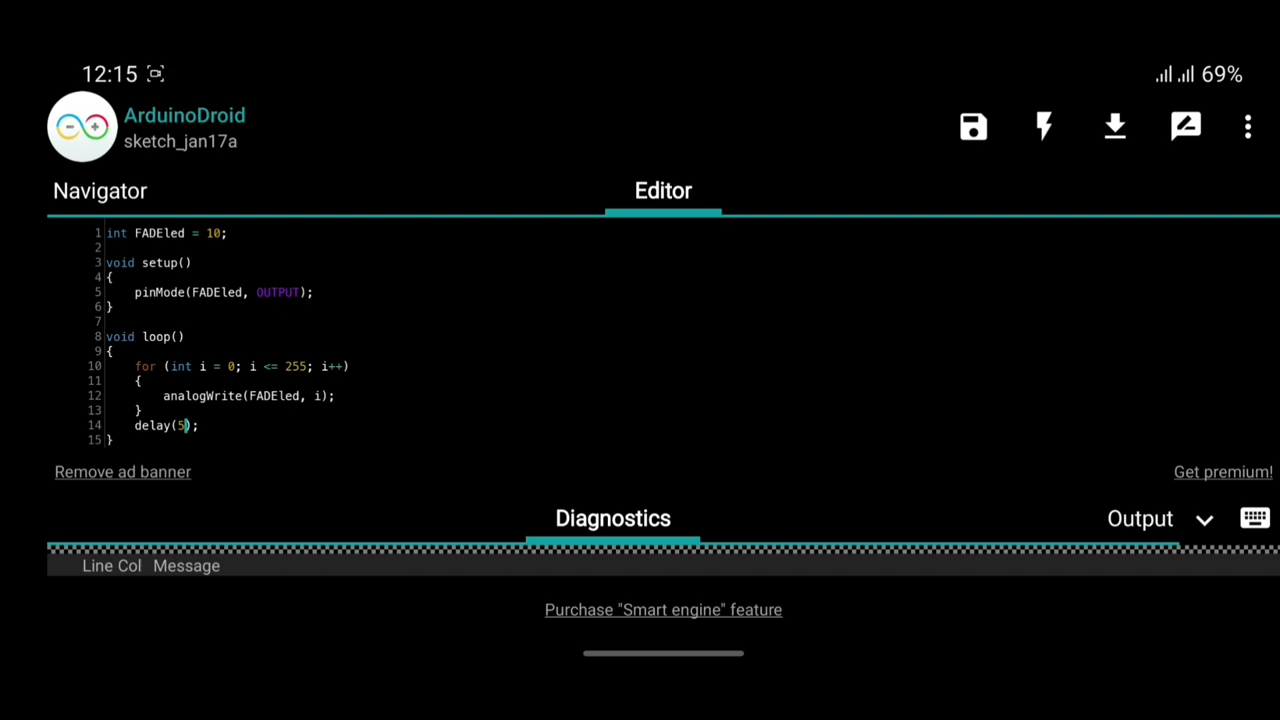 12:15 69%
ArduinoDroid
sketch_jan17a
Navigator Editor
1 int FADEled = 10;
2
3 void setup()
4 {
5     pinMode(FADEled, OUTPUT);
6 }
7
8 void loop()
9 {
10     for (int i = 0; i <= 255; i++)
11     {
12         analogWrite(FADEled, i);
13     }
14     delay(5);
15 }
Remove ad banner Get premium!
Diagnostics Output
Line Col Message
Purchase "Smart engine" feature